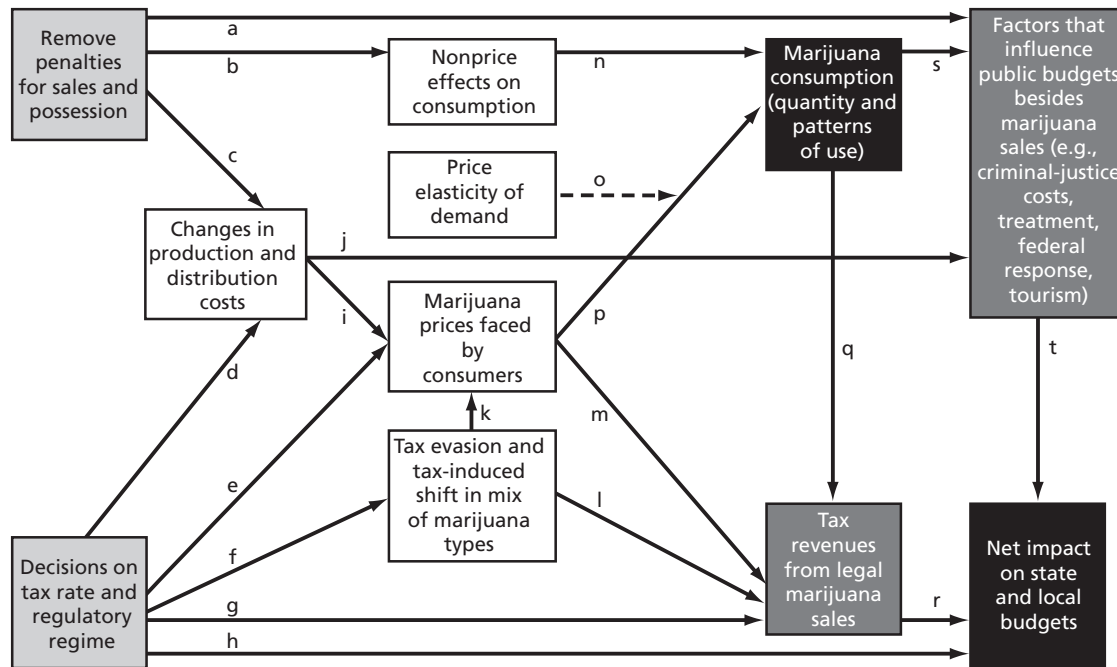 Remove
penalties
for sales and
possession
a
b
c
Nonprice
effects on
consumption
n
Marijuana
consumption
(quantity and
patterns
of use)
s
Factors that
influence
public budgets
besides
marijuana
sales (e.g.,
criminal-justice
costs,
treatment,
federal
response,
tourism)
Price
elasticity of
demand
o
Changes in
production and
distribution
costs
j
i
d
Marijuana
prices faced
by
consumers
p
m
q
t
k
Tax evasion and
tax-induced
shift in mix
of marijuana
types
l
e
f
g
h
Decisions on
tax rate and
regulatory
regime
Tax
revenues
from legal
marijuana
sales
r
Net impact
on state
and local
budgets